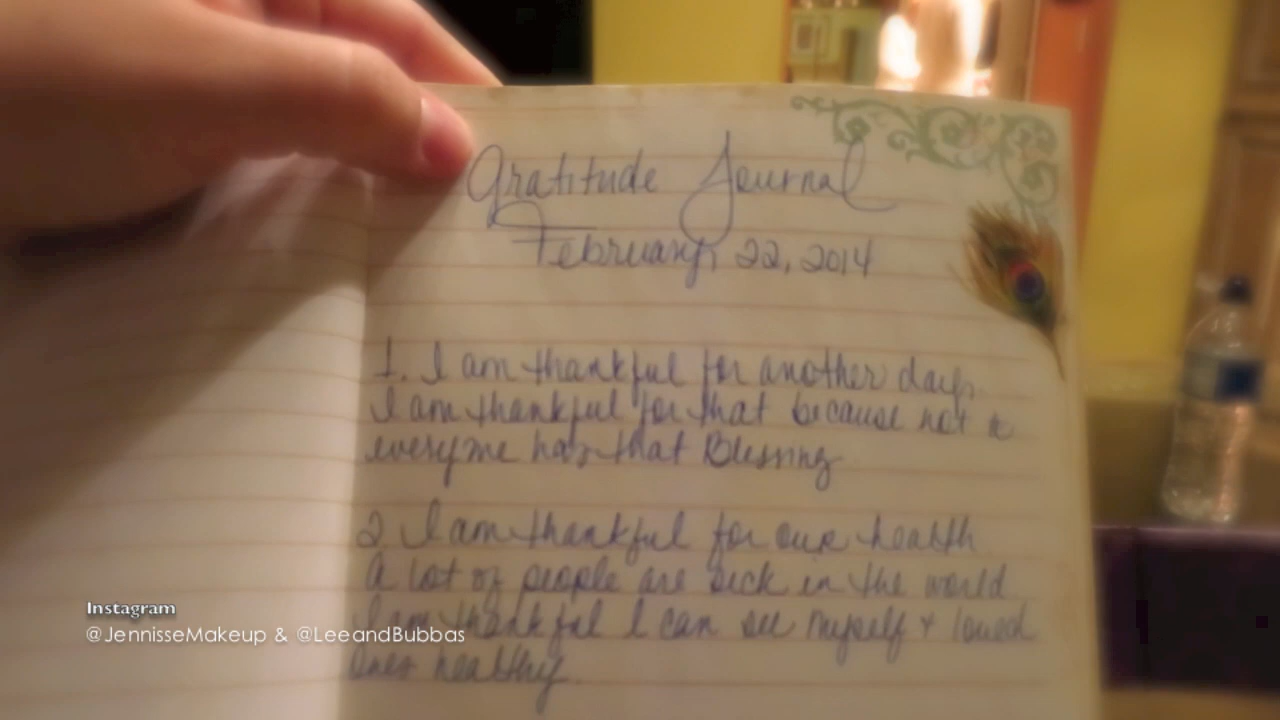 Gratitude Journal
February 22, 2014
1. I am thankful for another day.
I am thankful for that because not
everyone has that Blessing
2 I am thankful for our health
A lot of people are sick in the world
I am thankful I can see myself + loved
ones healthy.
Instagram
@JennisseMakeup & @LeeandBubbas